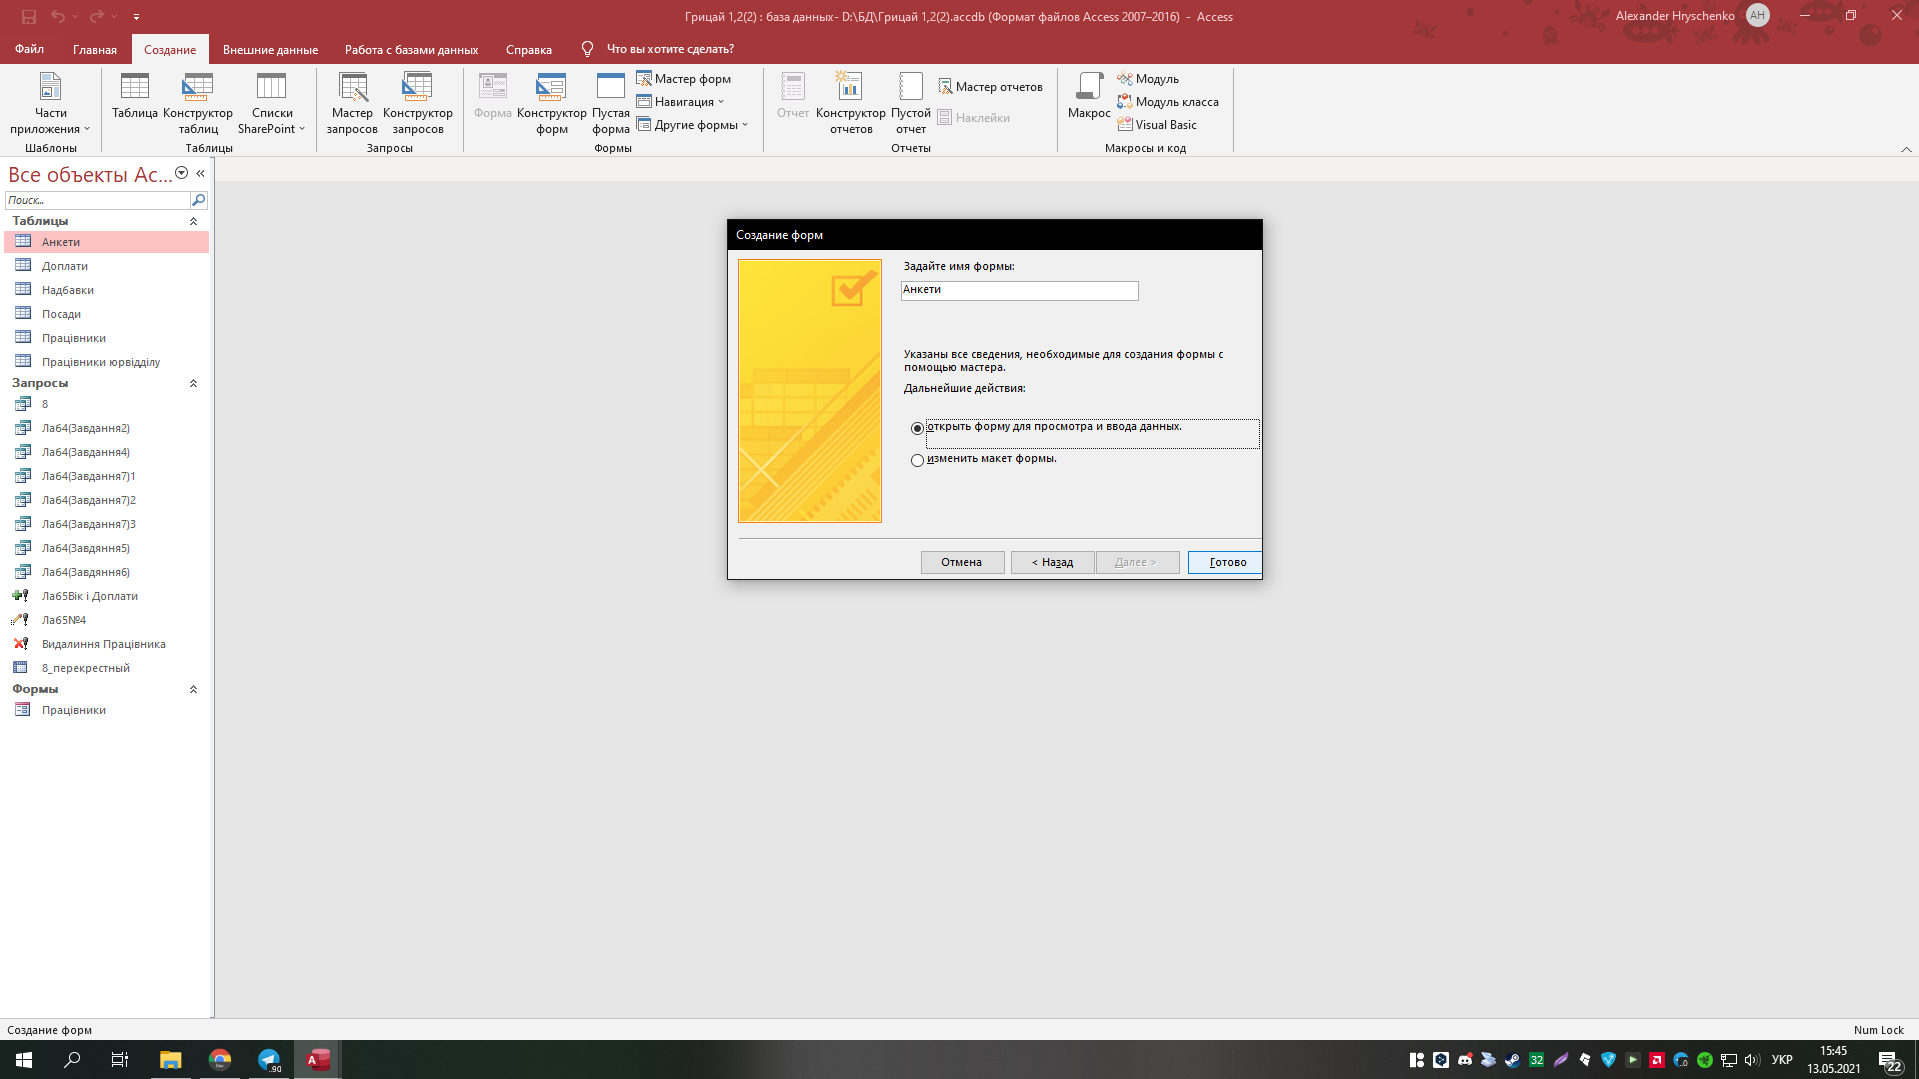 Грицай 1,2(2) : база данных- D:\БД\Грицай 1,2(2).accdb (Формат файлов Access 2007–2016) - Access
Alexander Hryschenko
AH
Файл
Главная
Создание
Внешние данные
Работа с базами данных
Справка
Что вы хотите сделать?
Части приложения
Таблица
Конструктор таблиц
Списки SharePoint
Мастер запросов
Конструктор запросов
Форма
Конструктор форм
Пустая форма
Мастер форм
Навигация
Другие формы
Отчет
Конструктор отчетов
Пустой отчет
Мастер отчетов
Наклейки
Макрос
Модуль
Модуль класса
Visual Basic
Шаблоны
Таблицы
Запросы
Формы
Отчеты
Макросы и код
Все объекты Ac...
Поиск...
Таблицы
Анкети
Доплати
Надбавки
Посади
Працівники
Працівники юрвідділу
Запросы
8
Лаб4(Завдання2)
Лаб4(Завдання4)
Лаб4(Завдання7)1
Лаб4(Завдання7)2
Лаб4(Завдання7)3
Лаб4(Завдяння5)
Лаб4(Завдяння6)
Лаб5Вік і Доплати
Лаб5№4
Видалиння Працівника
8_перекрестный
Формы
Працівники
Создание форм
Задайте имя формы:
Анкети
Указаны все сведения, необходимые для создания формы с
помощью мастера.
Дальнейшие действия:
открыть форму для просмотра и ввода данных.
изменить макет формы.
Отмена
< Назад
Далее >
Готово
Создание форм
Num Lock
Dev
..90
A
32
УКР
15:45
13.05.2021
22